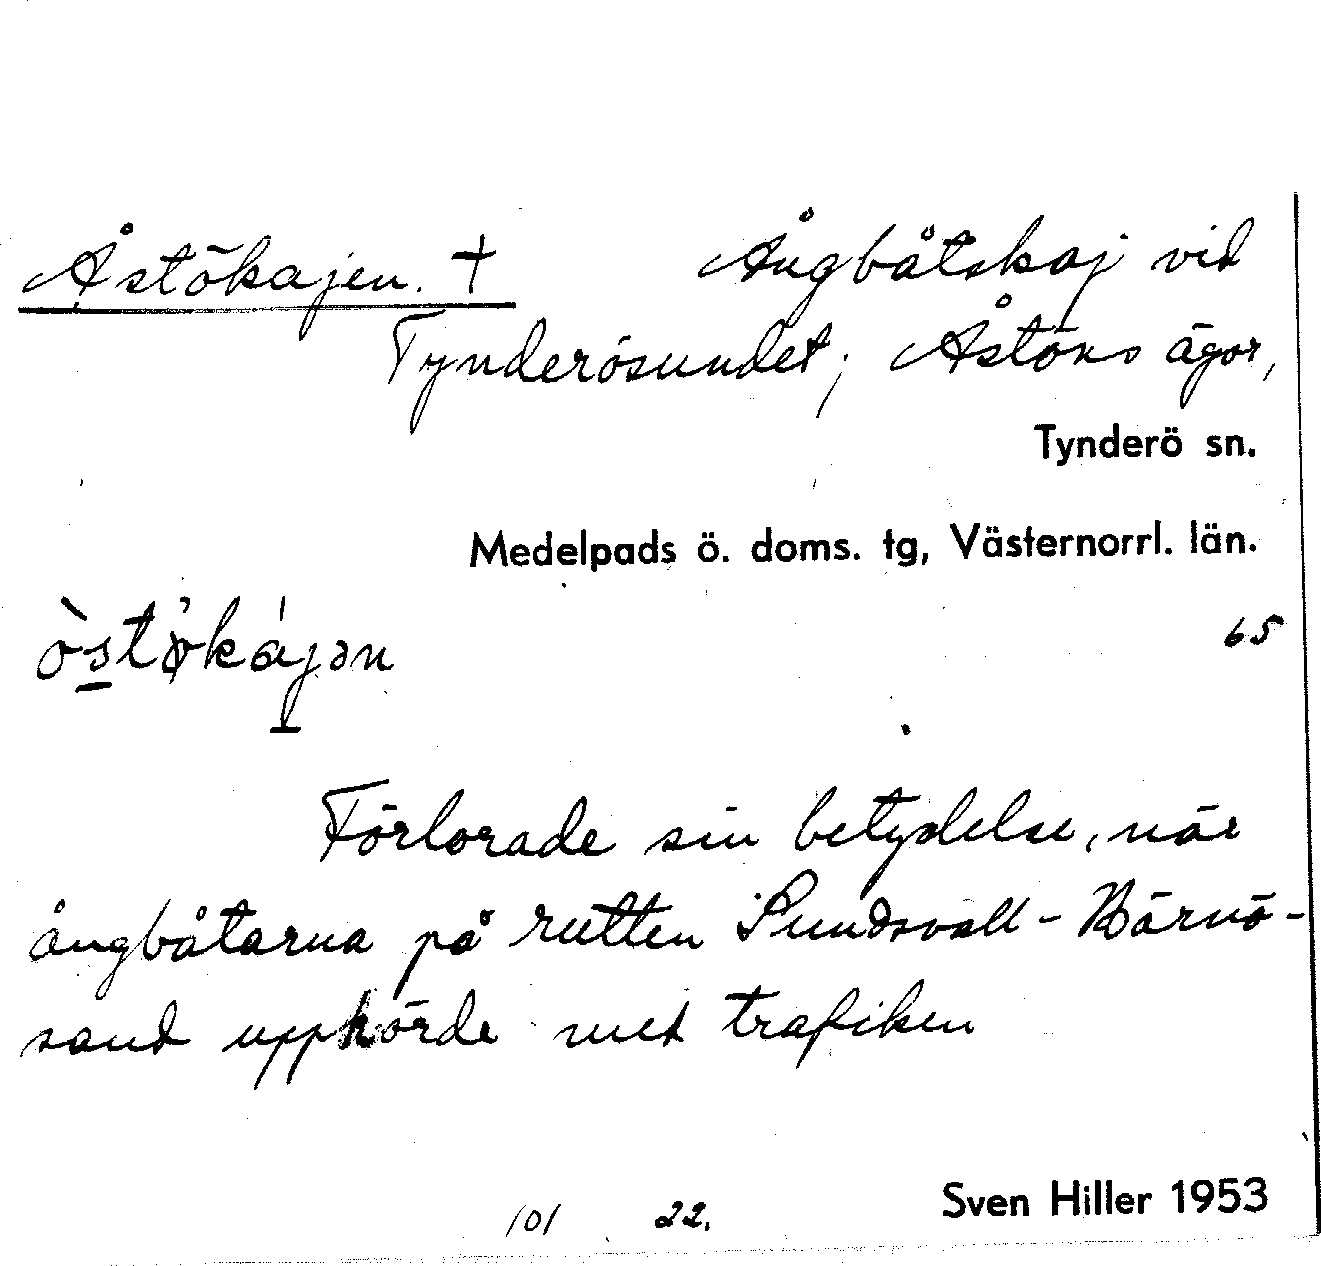 Åstökajen. † Ångbåtskaj vid
Tynderösundet; Åstöns ägor,
Tynderö sn.
Medelpads ö. doms. tg, Västernorrl. län.
65
Förlorade sin betydelse, när
ångbåtarna på rutten Sundsvall-Härnö-
sand upphörde med trafiken
101 22.
Sven Hiller 1953